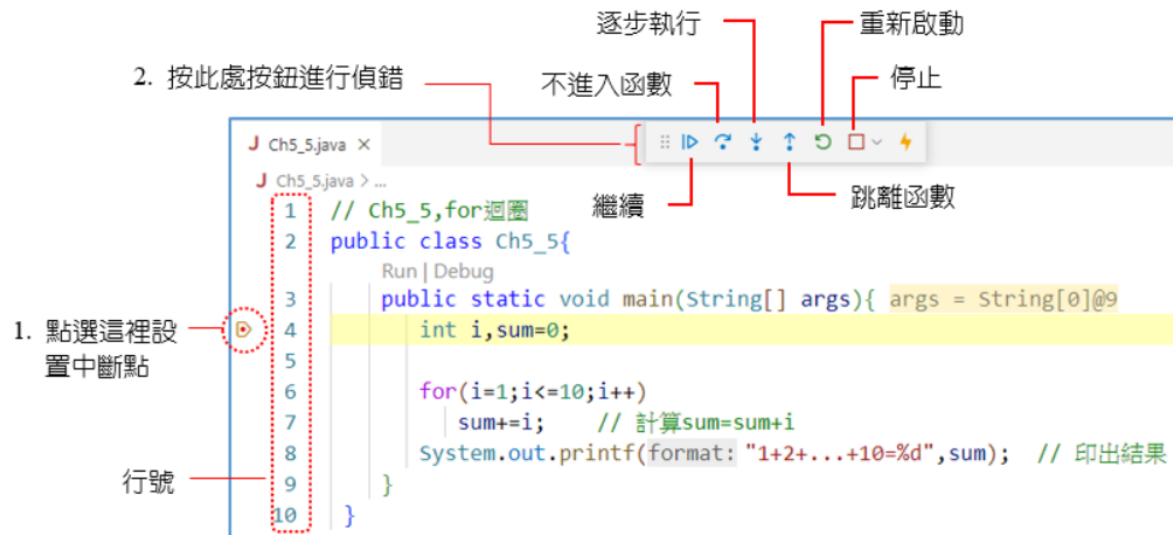 逐步執行
重新啟動
2. 按此處按鈕進行偵錯
不進入函數
停止
J Ch5_5.java ×
J Ch5_5.java > ...
繼續
跳離函數
1 // Ch5_5,for迴圈
2 public class Ch5_5{
Run | Debug
3 public static void main(String[] args){ args = String[0]@9
1. 點選這裡設
置中斷點
4 int i,sum=0;
5
6 for(i=1;i<=10;i++)
7 sum+=i; // 計算sum=sum+i
8 System.out.printf(format: "1+2+...+10=%d",sum); // 印出結果
行號
9 }
10 }